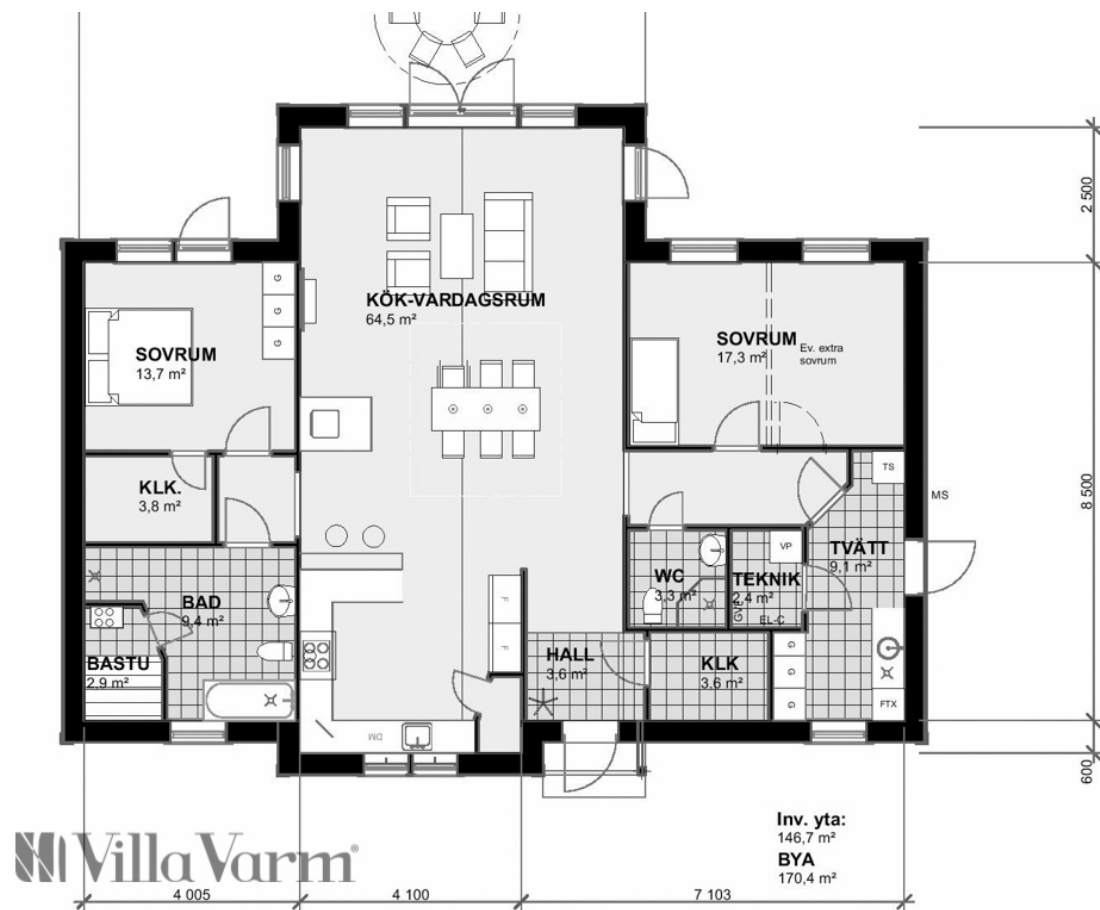 2 500
G
G
G
KÖK-VARDAGSRUM
64,5 m²
SOVRUM
13,7 m²
SOVRUM
17,3 m²
Ev. extra
sovrum
TS
MS
8 500
KLK.
3,8 m²
VP
TVÄTT
9,1 m²
WC
3,3 m²
TEKNIK
2,4 m²
GVF
EL-C
BAD
9,4 m²
F
F
HALL
3,6 m²
KLK
3,6 m²
G
G
G
BASTU
2,9 m²
FTX
DM
600
Inv. yta:
146,7 m²
BYA
170,4 m²
VillaVarm®
4 005
4 100
7 103